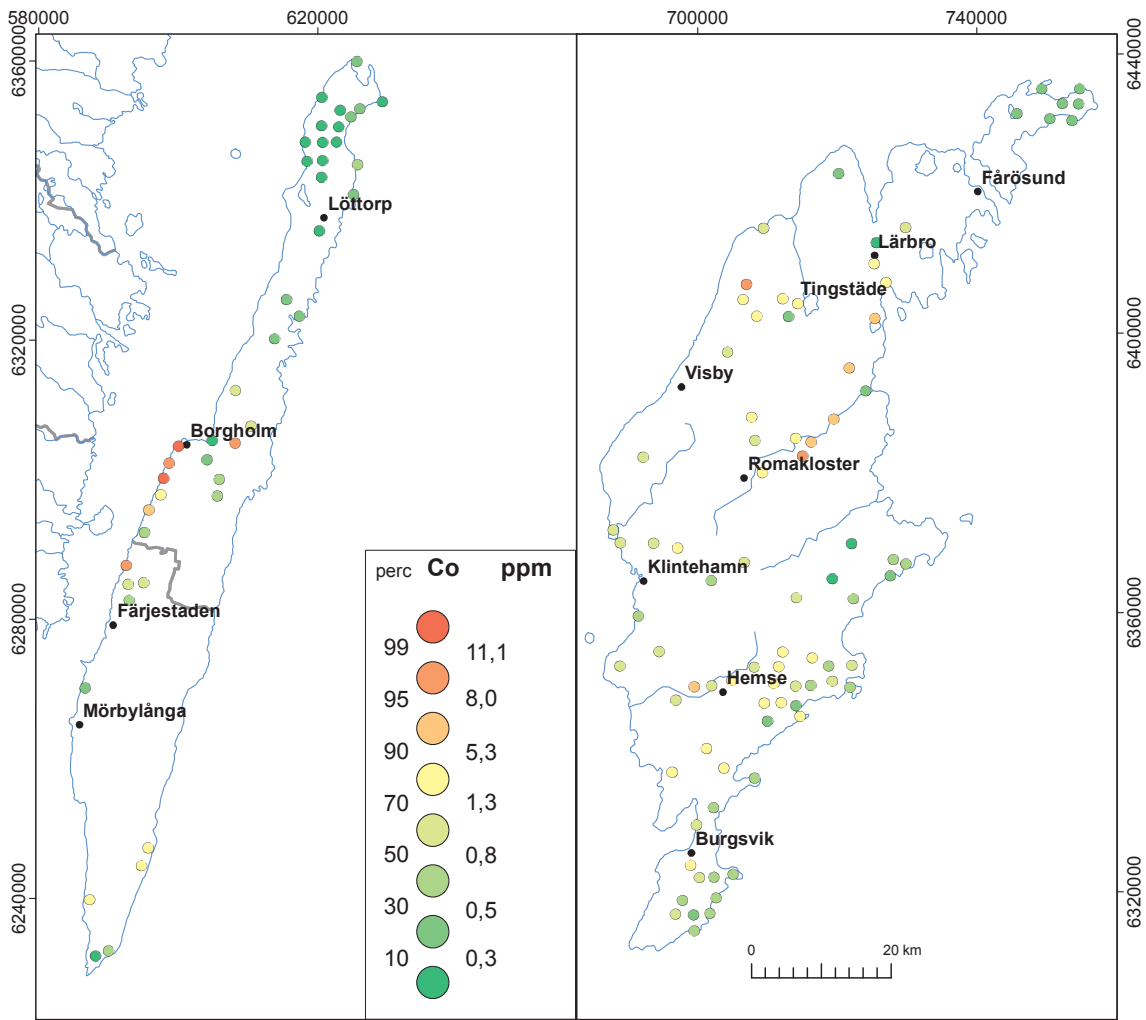 580000 620000 700000 740000
6360000
6320000
6280000
6240000
6440000
6400000
6360000
6320000
Löttorp
Borgholm
Färjestaden
Mörbylånga
Fårösund
Lärbro
Tingstäde
Visby
Romakloster
Klintehamn
Hemse
Burgsvik
perc Co ppm
99 11,1
95 8,0
90 5,3
70 1,3
50 0,8
30 0,5
10 0,3
0 20 km